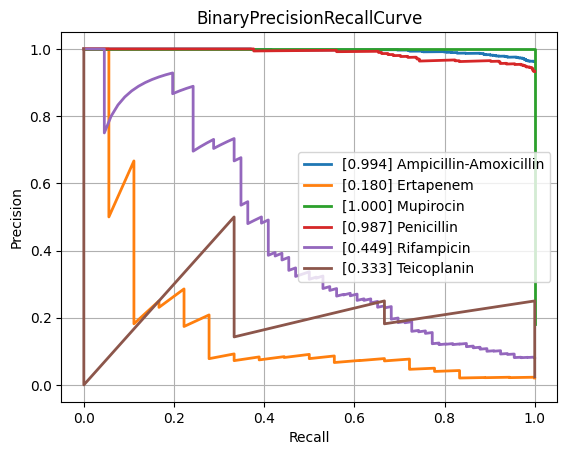 BinaryPrecisionRecallCurve
1.0
0.8
0.6
0.4
0.2
0.0
Precision
[0.994] Ampicillin-Amoxicillin
[0.180] Ertapenem
[1.000] Mupirocin
[0.987] Penicillin
[0.449] Rifampicin
[0.333] Teicoplanin
0.0 0.2 0.4 0.6 0.8 1.0
Recall